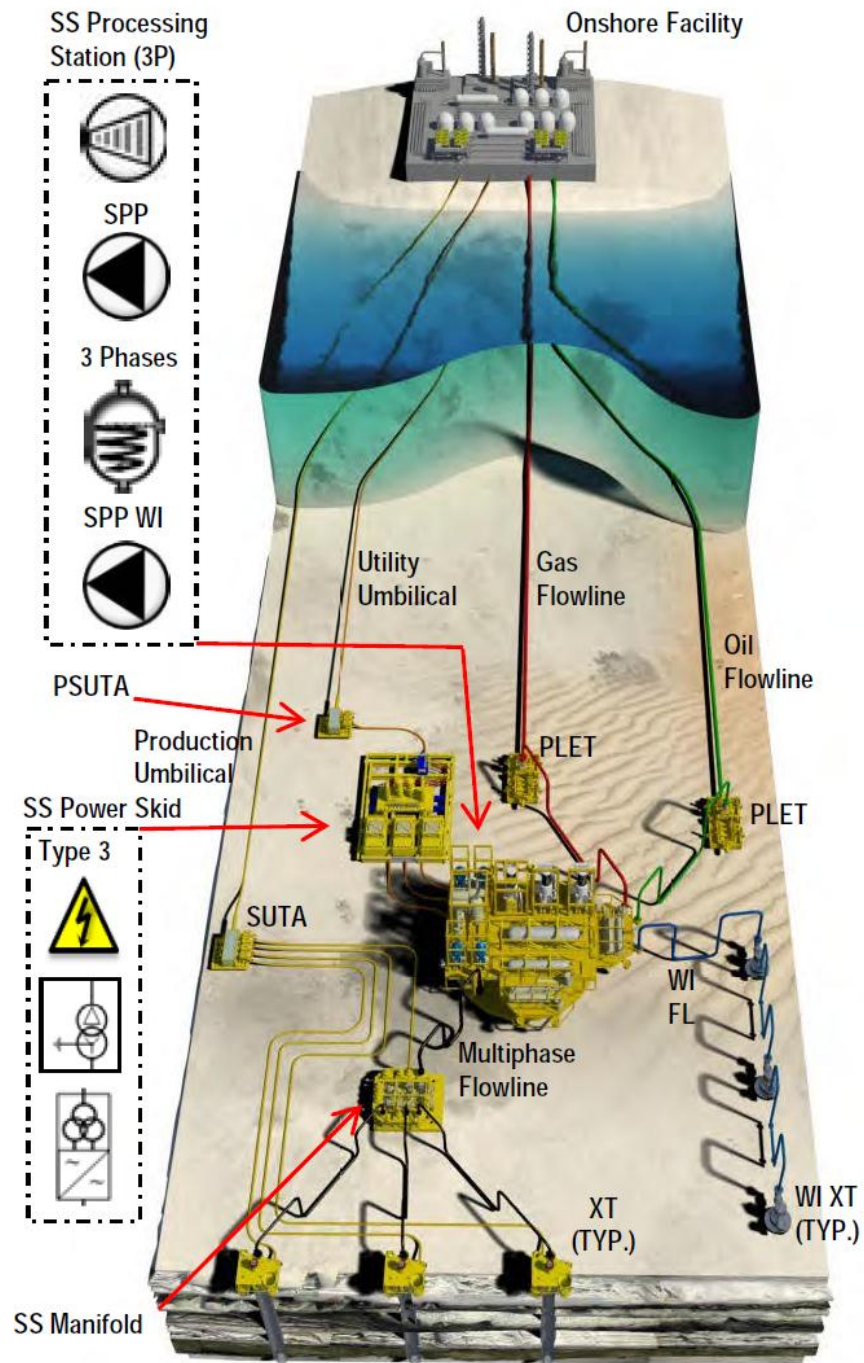 SS Processing
Station (3P)
Onshore Facility
SPP
3 Phases
SPP WI
Utility
Umbilical
Gas
Flowline
Oil
Flowline
PSUTA
Production
Umbilical
PLET
PLET
SS Power Skid
Type 3
SUTA
WI
FL
Multiphase
Flowline
XT
(TYP.)
WI XT
(TYP.)
SS Manifold